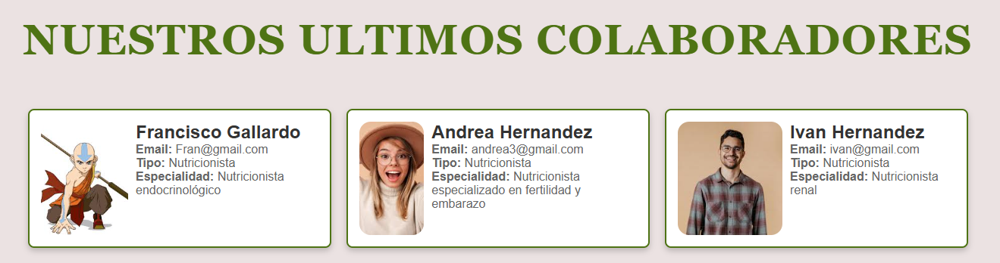 NUESTROS ULTIMOS COLABORADORES
Francisco Gallardo
Email: Fran@gmail.com
Tipo: Nutricionista
Especialidad: Nutricionista
endocrinológico
Andrea Hernandez
Email: andrea3@gmail.com
Tipo: Nutricionista
Especialidad: Nutricionista
especializado en fertilidad y
embarazo
Ivan Hernandez
Email: ivan@gmail.com
Tipo: Nutricionista
Especialidad: Nutricionista
renal